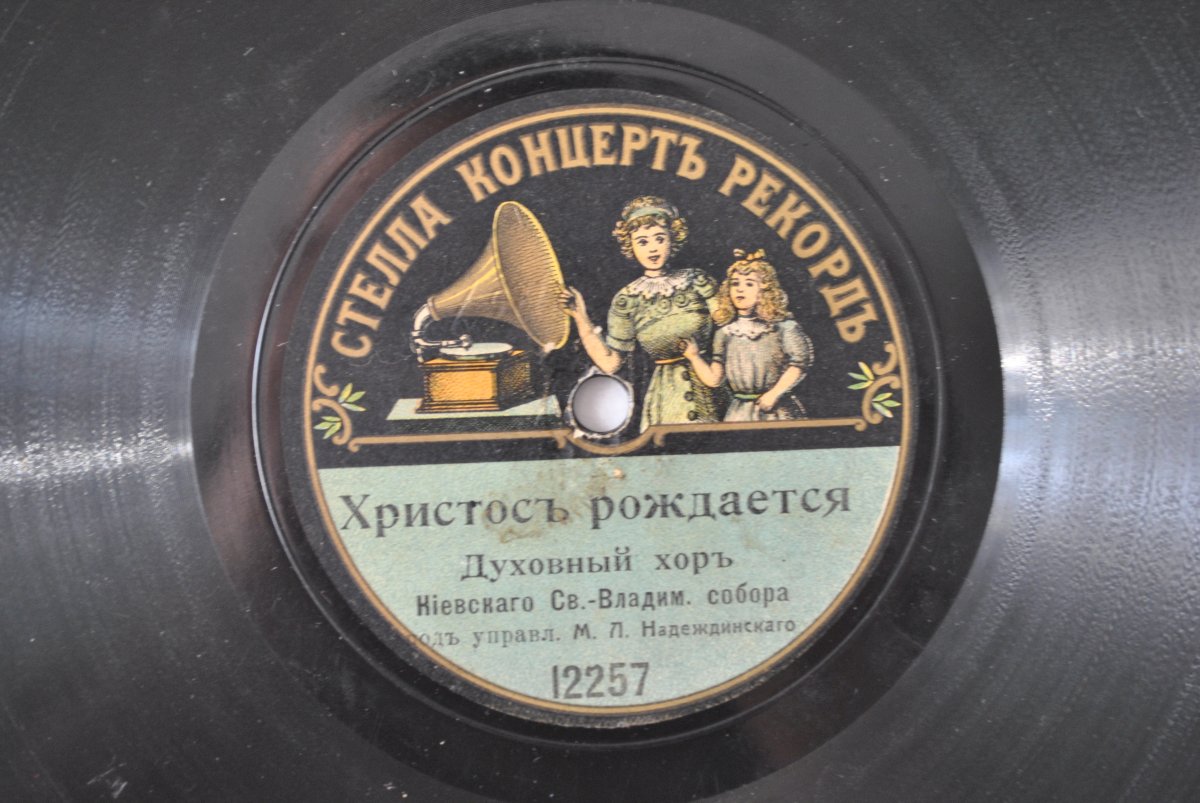 СТЕЛЛА КОНЦЕРТЪ РЕКОРДЪ
Христосъ рождается
Духовный хоръ
Кіевскаго Св.-Владим. собора
подъ управл. М. Л. Надеждинскаго
12257